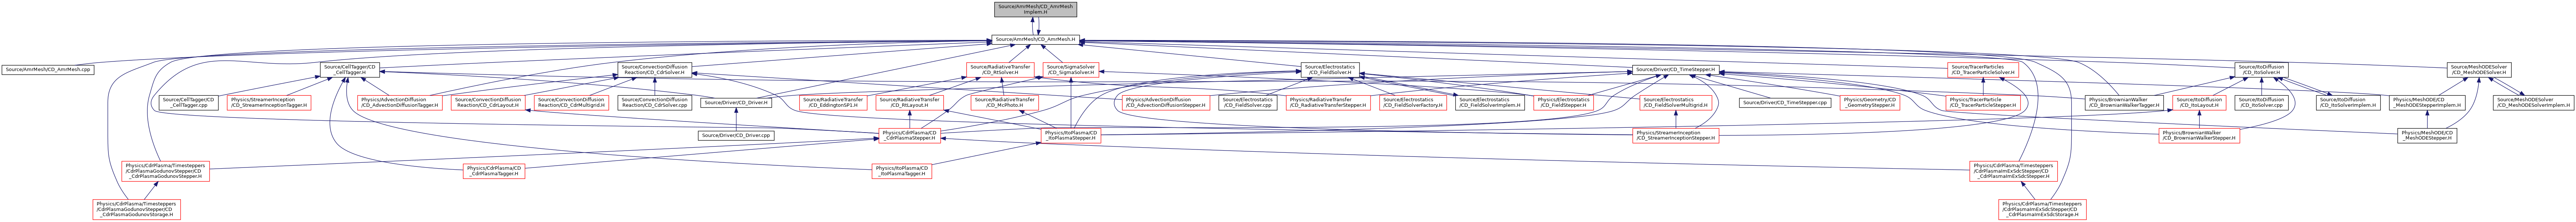 Source/AmrMesh/CD_AmrMesh
Implem.H
Source/AmrMesh/CD_AmrMesh.H
Source/AmrMesh/CD_AmrMesh.cpp
Source/CellTagger/CD
_CellTagger.H
Source/ConvectionDiffusion
Reaction/CD_CdrSolver.H
Source/RadiativeTransfer
/CD_RtSolver.H
Source/SigmaSolver
/CD_SigmaSolver.H
Source/Electrostatics
/CD_FieldSolver.H
Source/Driver/CD_TimeStepper.H
Source/TracerParticles
/CD_TracerParticleSolver.H
Source/ItoDiffusion
/CD_ItoSolver.H
Source/MeshODESolver
/CD_MeshODESolver.H
Source/CellTagger/CD
_CellTagger.cpp
Physics/StreamerInception
/CD_StreamerInceptionTagger.H
Physics/AdvectionDiffusion
/CD_AdvectionDiffusionTagger.H
Source/ConvectionDiffusion
Reaction/CD_CdrLayout.H
Source/ConvectionDiffusion
Reaction/CD_CdrMultigrid.H
Source/ConvectionDiffusion
Reaction/CD_CdrSolver.cpp
Source/Driver/CD_Driver.H
Source/RadiativeTransfer
/CD_EddingtonSP1.H
Source/RadiativeTransfer
/CD_RtLayout.H
Source/RadiativeTransfer
/CD_McPhoto.H
Physics/AdvectionDiffusion
/CD_AdvectionDiffusionStepper.H
Source/Electrostatics
/CD_FieldSolver.cpp
Physics/RadiativeTransfer
/CD_RadiativeTransferStepper.H
Source/Electrostatics
/CD_FieldSolverFactory.H
Source/Electrostatics
/CD_FieldSolverImplem.H
Physics/Electrostatics
/CD_FieldStepper.H
Source/Electrostatics
/CD_FieldSolverMultigrid.H
Source/Driver/CD_TimeStepper.cpp
Physics/Geometry/CD
_GeometryStepper.H
Physics/TracerParticle
/CD_TracerParticleStepper.H
Physics/BrownianWalker
/CD_BrownianWalkerTagger.H
Source/ItoDiffusion
/CD_ItoLayout.H
Source/ItoDiffusion
/CD_ItoSolver.cpp
Source/ItoDiffusion
/CD_ItoSolverImplem.H
Physics/MeshODE/CD
_MeshODEStepperImplem.H
Source/MeshODESolver
/CD_MeshODESolverImplem.H
Source/Driver/CD_Driver.cpp
Physics/CdrPlasma/CD
_CdrPlasmaStepper.H
Physics/ItoPlasma/CD
_ItoPlasmaStepper.H
Physics/StreamerInception
/CD_StreamerInceptionStepper.H
Physics/BrownianWalker
/CD_BrownianWalkerStepper.H
Physics/MeshODE/CD
_MeshODEStepper.H
Physics/CdrPlasma/Timesteppers
/CdrPlasmaGodunovStepper/CD
_CdrPlasmaGodunovStepper.H
Physics/CdrPlasma/CD
_CdrPlasmaTagger.H
Physics/ItoPlasma/CD
_ItoPlasmaTagger.H
Physics/CdrPlasma/Timesteppers
/CdrPlasmaImExSdcStepper/CD
_CdrPlasmaImExSdcStepper.H
Physics/CdrPlasma/Timesteppers
/CdrPlasmaGodunovStepper/CD
_CdrPlasmaGodunovStorage.H
Physics/CdrPlasma/Timesteppers
/CdrPlasmaImExSdcStepper/CD
_CdrPlasmaImExSdcStorage.H